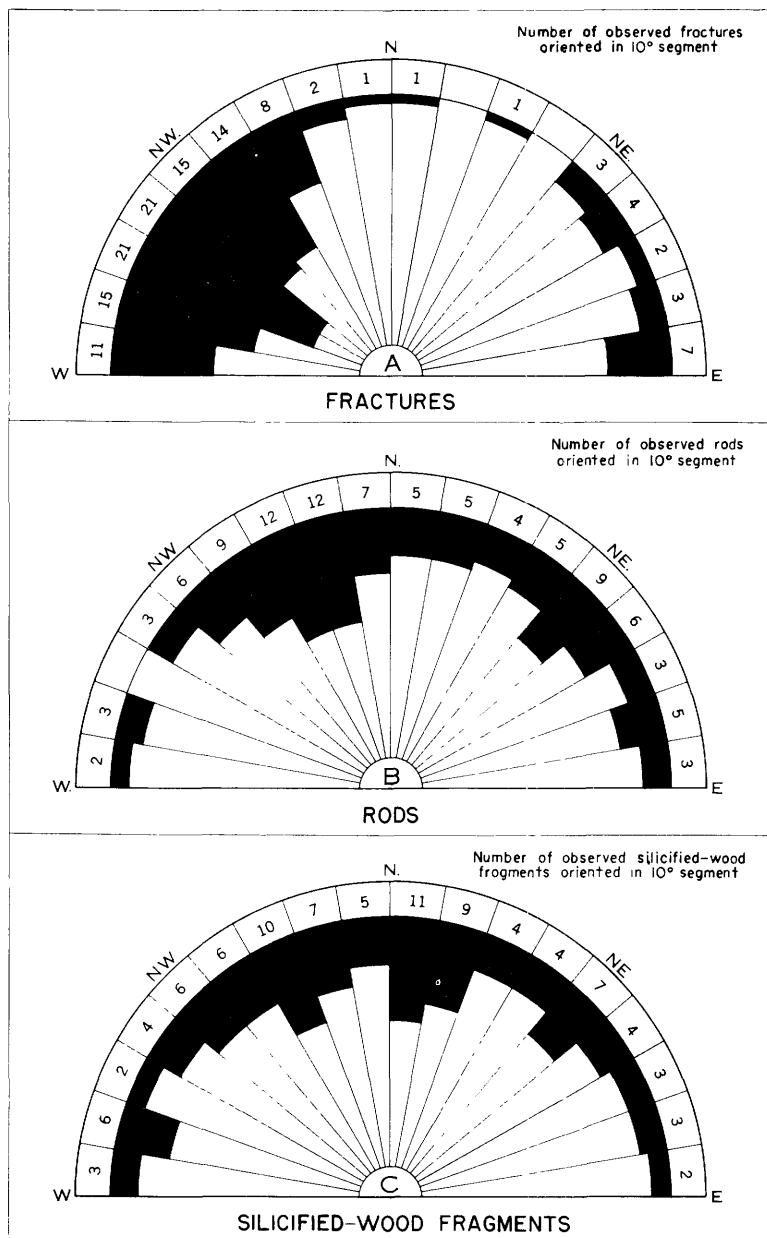 Number of observed froctures
oriented in 10° segment
N
NW.
NE.
11
15
21
21
15
14
8
2
1
1
1
3
4
2
3
7
W
A
E
FRACTURES
Number of observed rods
oriented in 10° segment
N.
NW
NE.
2
3
3
6
9
12
12
7
5
5
4
5
9
6
3
5
3
W.
B
E
RODS
Number of observed silicified-wood
frogments oriented in 10° segment
N.
NW
NE
3
6
2
4
6
6
10
7
5
11
9
4
4
7
4
3
3
2
W
C
E
SILICIFIED-WOOD FRAGMENTS